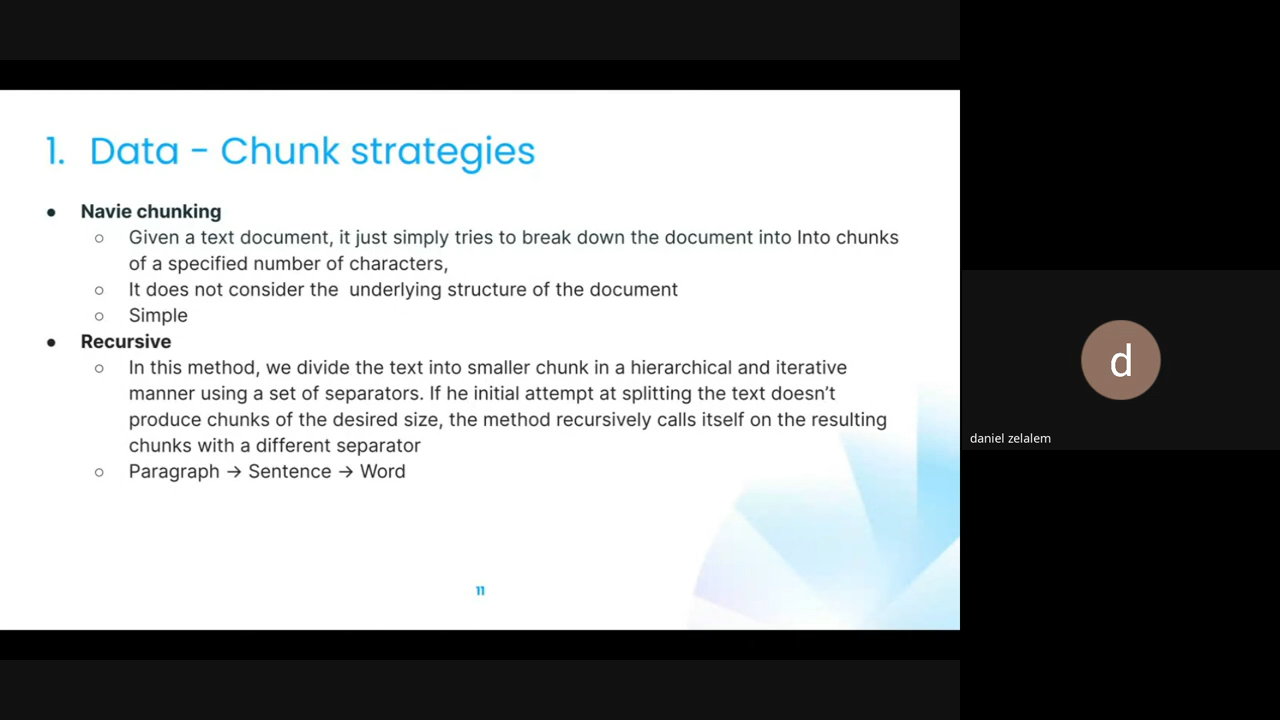 1. Data - Chunk strategies
● Navie chunking
○ Given a text document, it just simply tries to break down the document into Into chunks
of a specified number of characters,
○ It does not consider the underlying structure of the document
○ Simple
● Recursive
○ In this method, we divide the text into smaller chunk in a hierarchical and iterative
manner using a set of separators. If he initial attempt at splitting the text doesn’t
produce chunks of the desired size, the method recursively calls itself on the resulting
chunks with a different separator
○ Paragraph → Sentence → Word
11
d
daniel zelalem